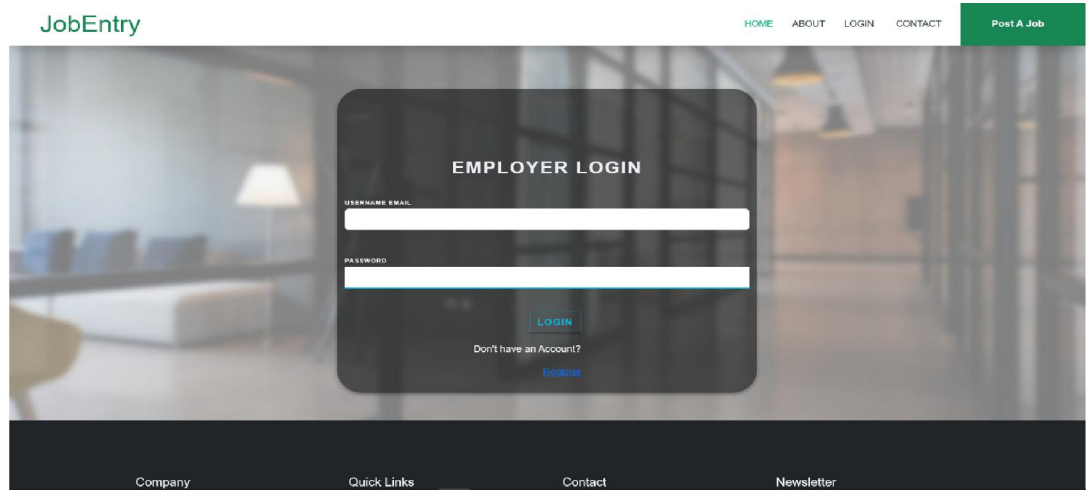 JobEntry HOME ABOUT LOGIN CONTACT Post A Job
EMPLOYER LOGIN
USERNAME EMAIL
PASSWORD
LOGIN
Don't have an Account?
Register
Company Quick Links Contact Newsletter